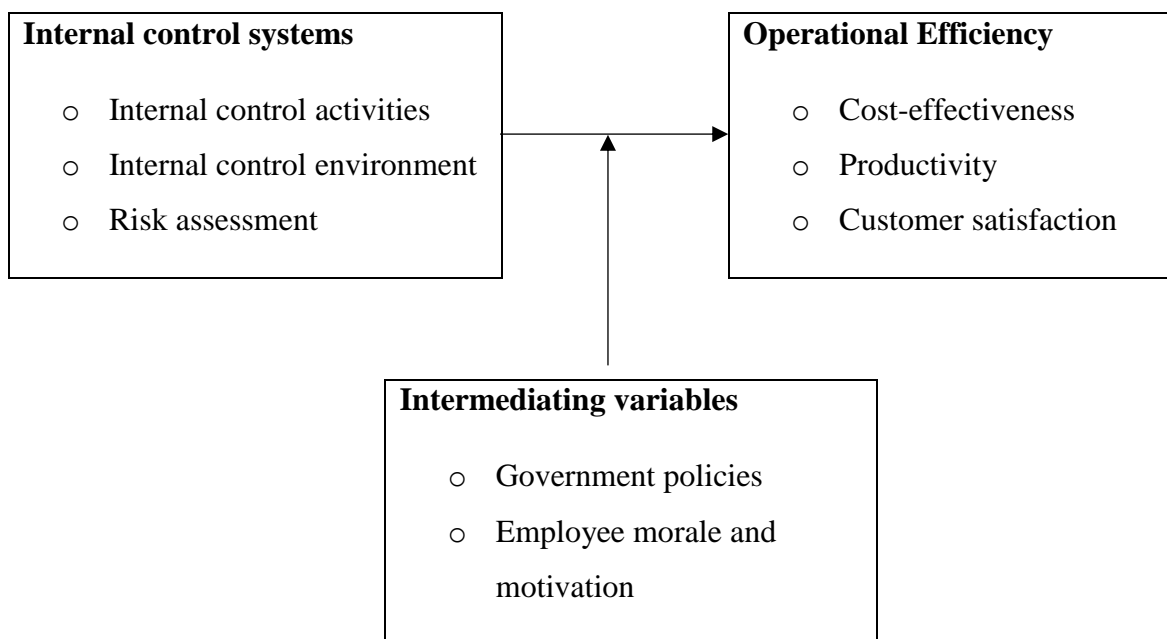 Internal control systems
o Internal control activities
o Internal control environment
o Risk assessment
Operational Efficiency
o Cost-effectiveness
o Productivity
o Customer satisfaction
Intermediating variables
o Government policies
o Employee morale and
motivation